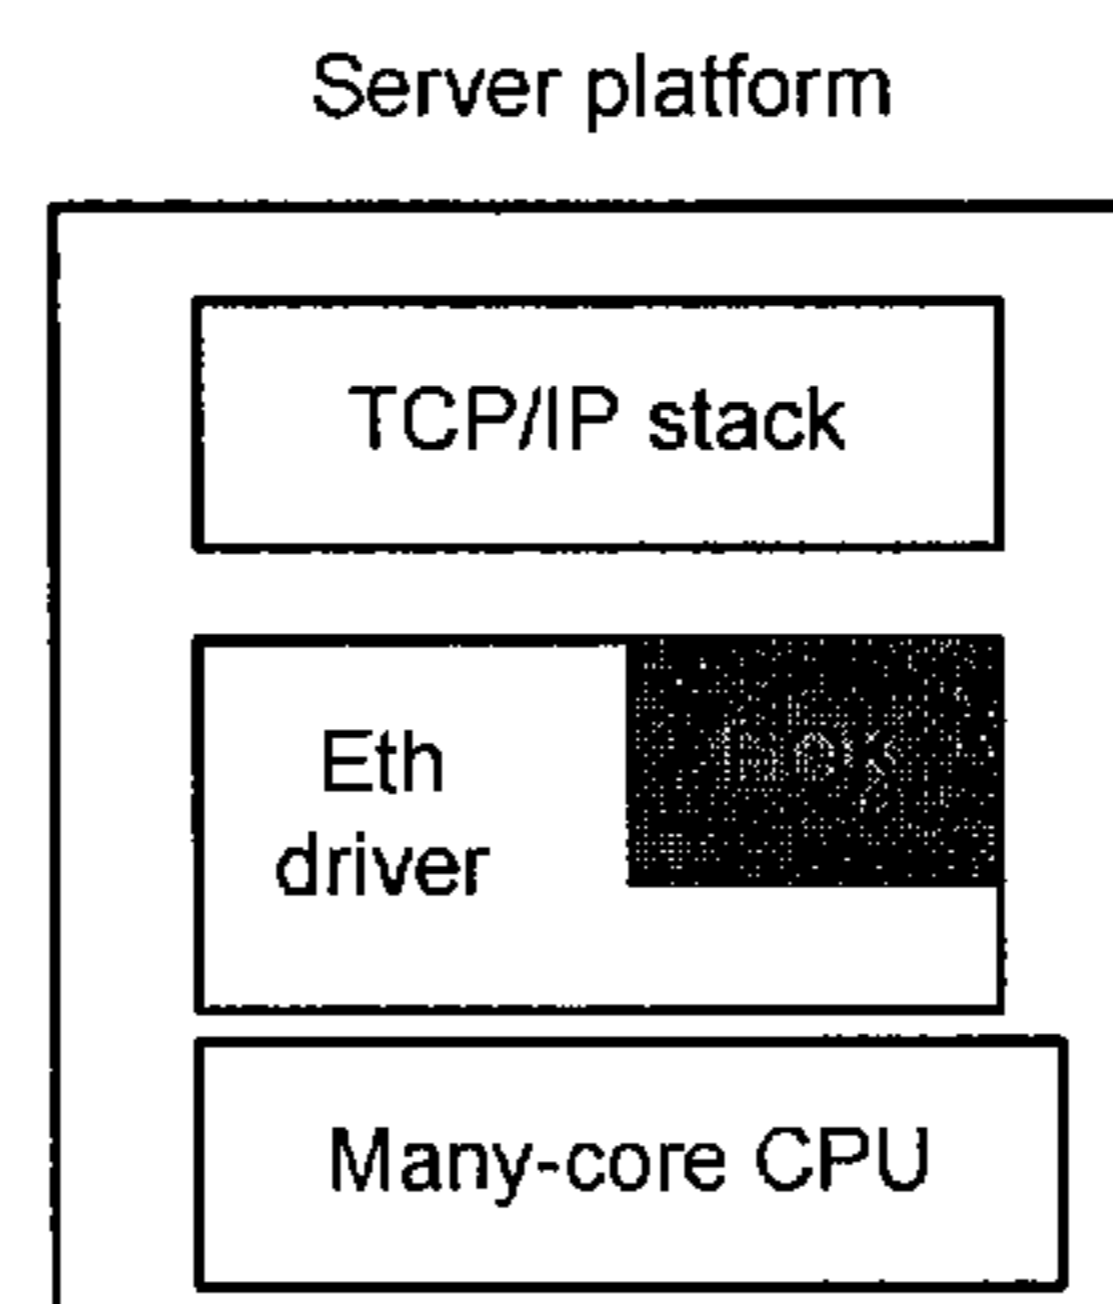 Server platform
TCP/IP stack
Eth
driver
Many-core CPU